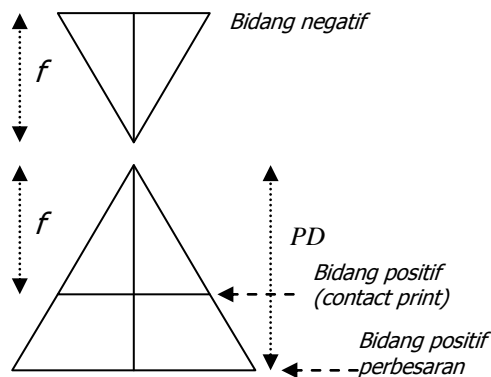 Bidang negatif
f
f
PD
Bidang positif
(contact print)
Bidang positif
perbesaran